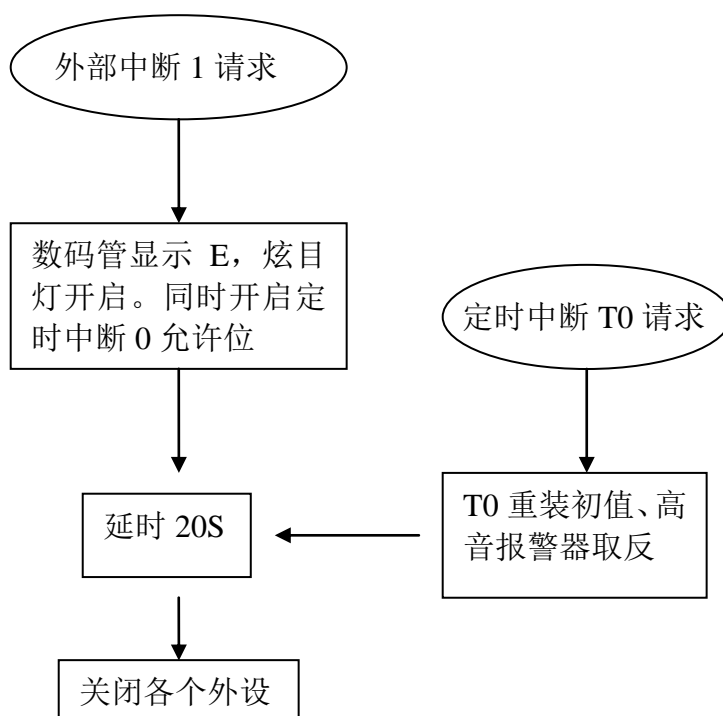 外部中断 1 请求
数码管显示 E，炫目
灯开启。同时开启定
时中断 0 允许位
定时中断 T0 请求
延时 20S
T0 重装初值、高
音报警器取反
关闭各个外设